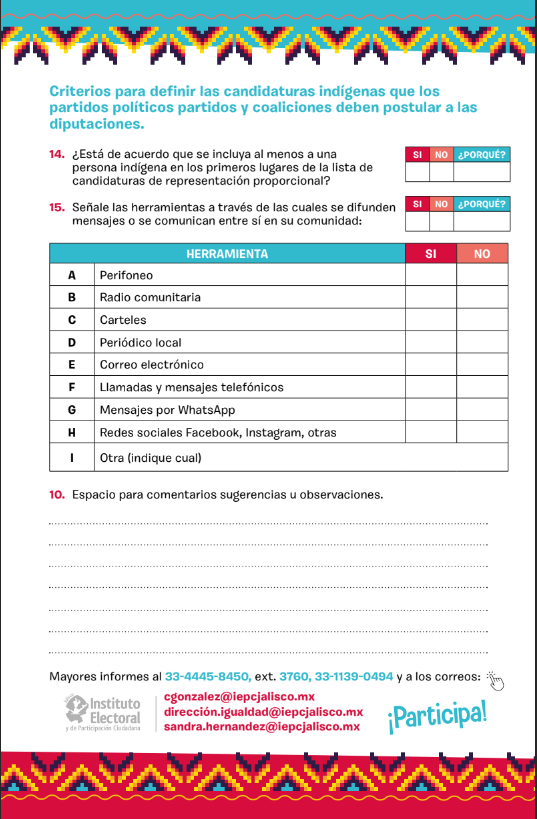 Criterios para definir las candidaturas indígenas que los
partidos políticos partidos y coaliciones deben postular a las
diputaciones.
14. ¿Está de acuerdo que se incluya al menos a una
persona indígena en los primeros lugares de la lista de
candidaturas de representación proporcional?
SI NO ¿PORQUÉ?
15. Señale las herramientas a través de las cuales se difunden
mensajes o se comunican entre sí en su comunidad:
SI NO ¿PORQUÉ?
HERRAMIENTA SI NO
A Perifoneo
B Radio comunitaria
C Carteles
D Periódico local
E Correo electrónico
F Llamadas y mensajes telefónicos
G Mensajes por WhatsApp
H Redes sociales Facebook, Instagram, otras
I Otra (indique cual)
10. Espacio para comentarios sugerencias u observaciones.
Mayores informes al 33-4445-8450, ext. 3760, 33-1139-0494 y a los correos:
cgonzalez@iepcjalisco.mx
dirección.igualdad@iepcjalisco.mx
sandra.hernandez@iepcjalisco.mx
Instituto
Electoral
y de Participación Ciudadana
¡Participa!